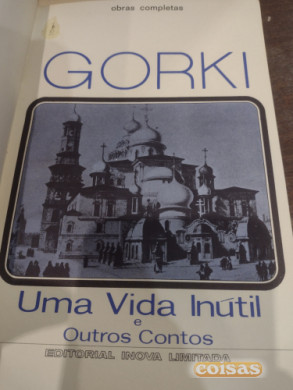 obras completas
GORKI
Uma Vida Inútil
e
Outros Contos
EDITORIAL INOVA LIMITADA
coisas